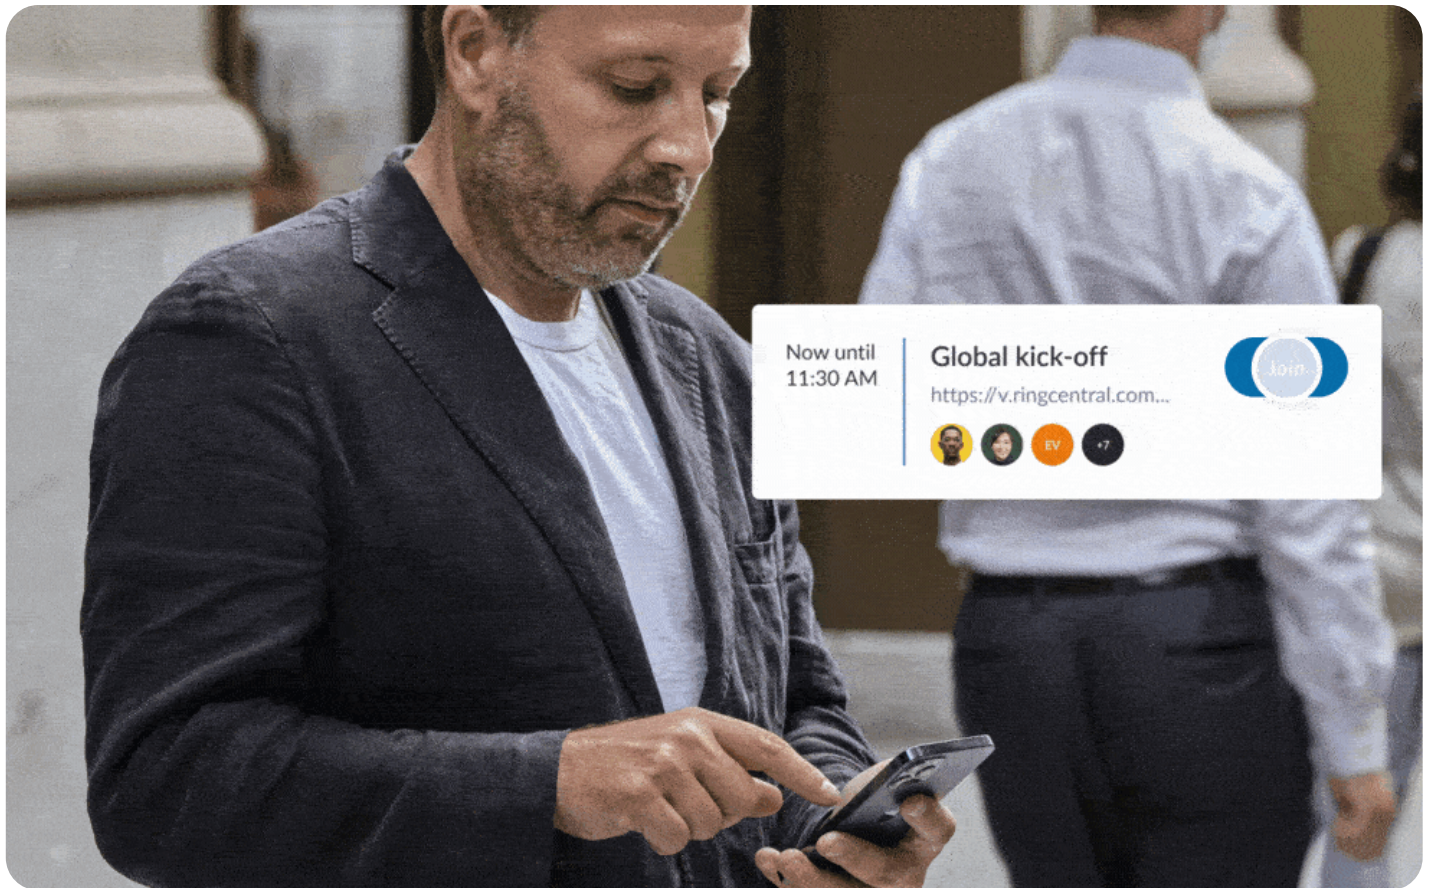 Now until
11:30 AM
Global kick-off
https://v.ringcentral.com...
Join
EV
+7